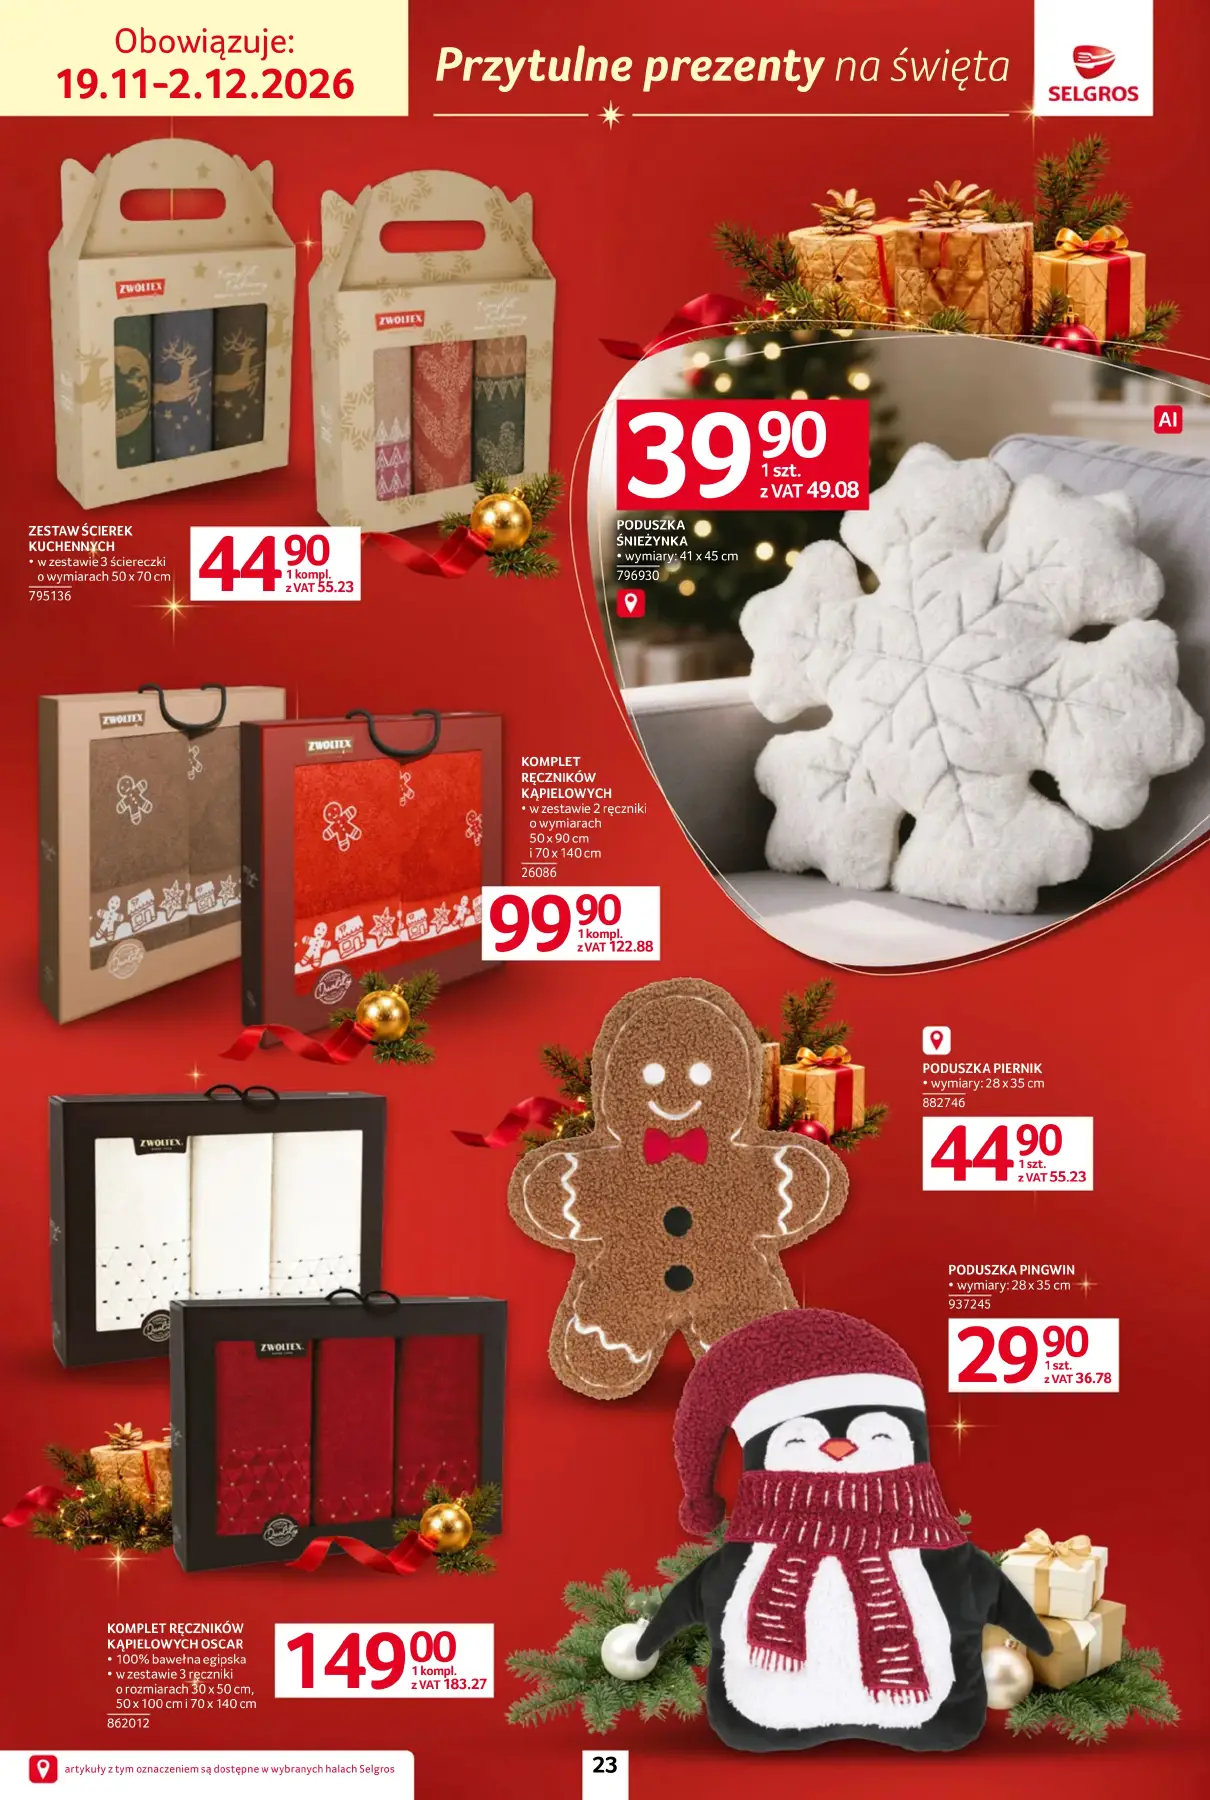 Obowiązuje:
19.11-2.12.2026
Przytulne prezenty na święta
SELGROS
ZWOLTEX
ZWOLTEX
AI
39 90
1 szt.
z VAT 49.08
PODUSZKA
ŚNIEŻYNKA
• wymiary: 41 x 45 cm
796930
ZESTAW ŚCIEREK
KUCHENNYCH
• w zestawie 3 ściereczki
o wymiarach 50 x 70 cm
795136
44 90
1 kompl.
z VAT 55.23
ZWOLTEX
ZWOLTEX
Quality
KOMPLET
RĘCZNIKÓW
KĄPIELOWYCH
• w zestawie 2 ręczniki
o wymiarach
50 x 90 cm
i 70 x 140 cm
26086
99 90
1 kompl.
z VAT 122.88
PODUSZKA PIERNIK
• wymiary: 28 x 35 cm
882746
44 90
1 szt.
z VAT 55.23
ZWOLTEX
ZWOLTEX
Quality
PODUSZKA PINGWIN
• wymiary: 28 x 35 cm
937245
29 90
1 szt.
z VAT 36.78
KOMPLET RĘCZNIKÓW
KĄPIELOWYCH OSCAR
• 100% bawełna egipska
• w zestawie 3 ręczniki
o rozmiarach 30 x 50 cm,
50 x 100 cm i 70 x 140 cm
862012
149 00
1 kompl.
z VAT 183.27
artykuły z tym oznaczeniem są dostępne w wybranych halach Selgros
23